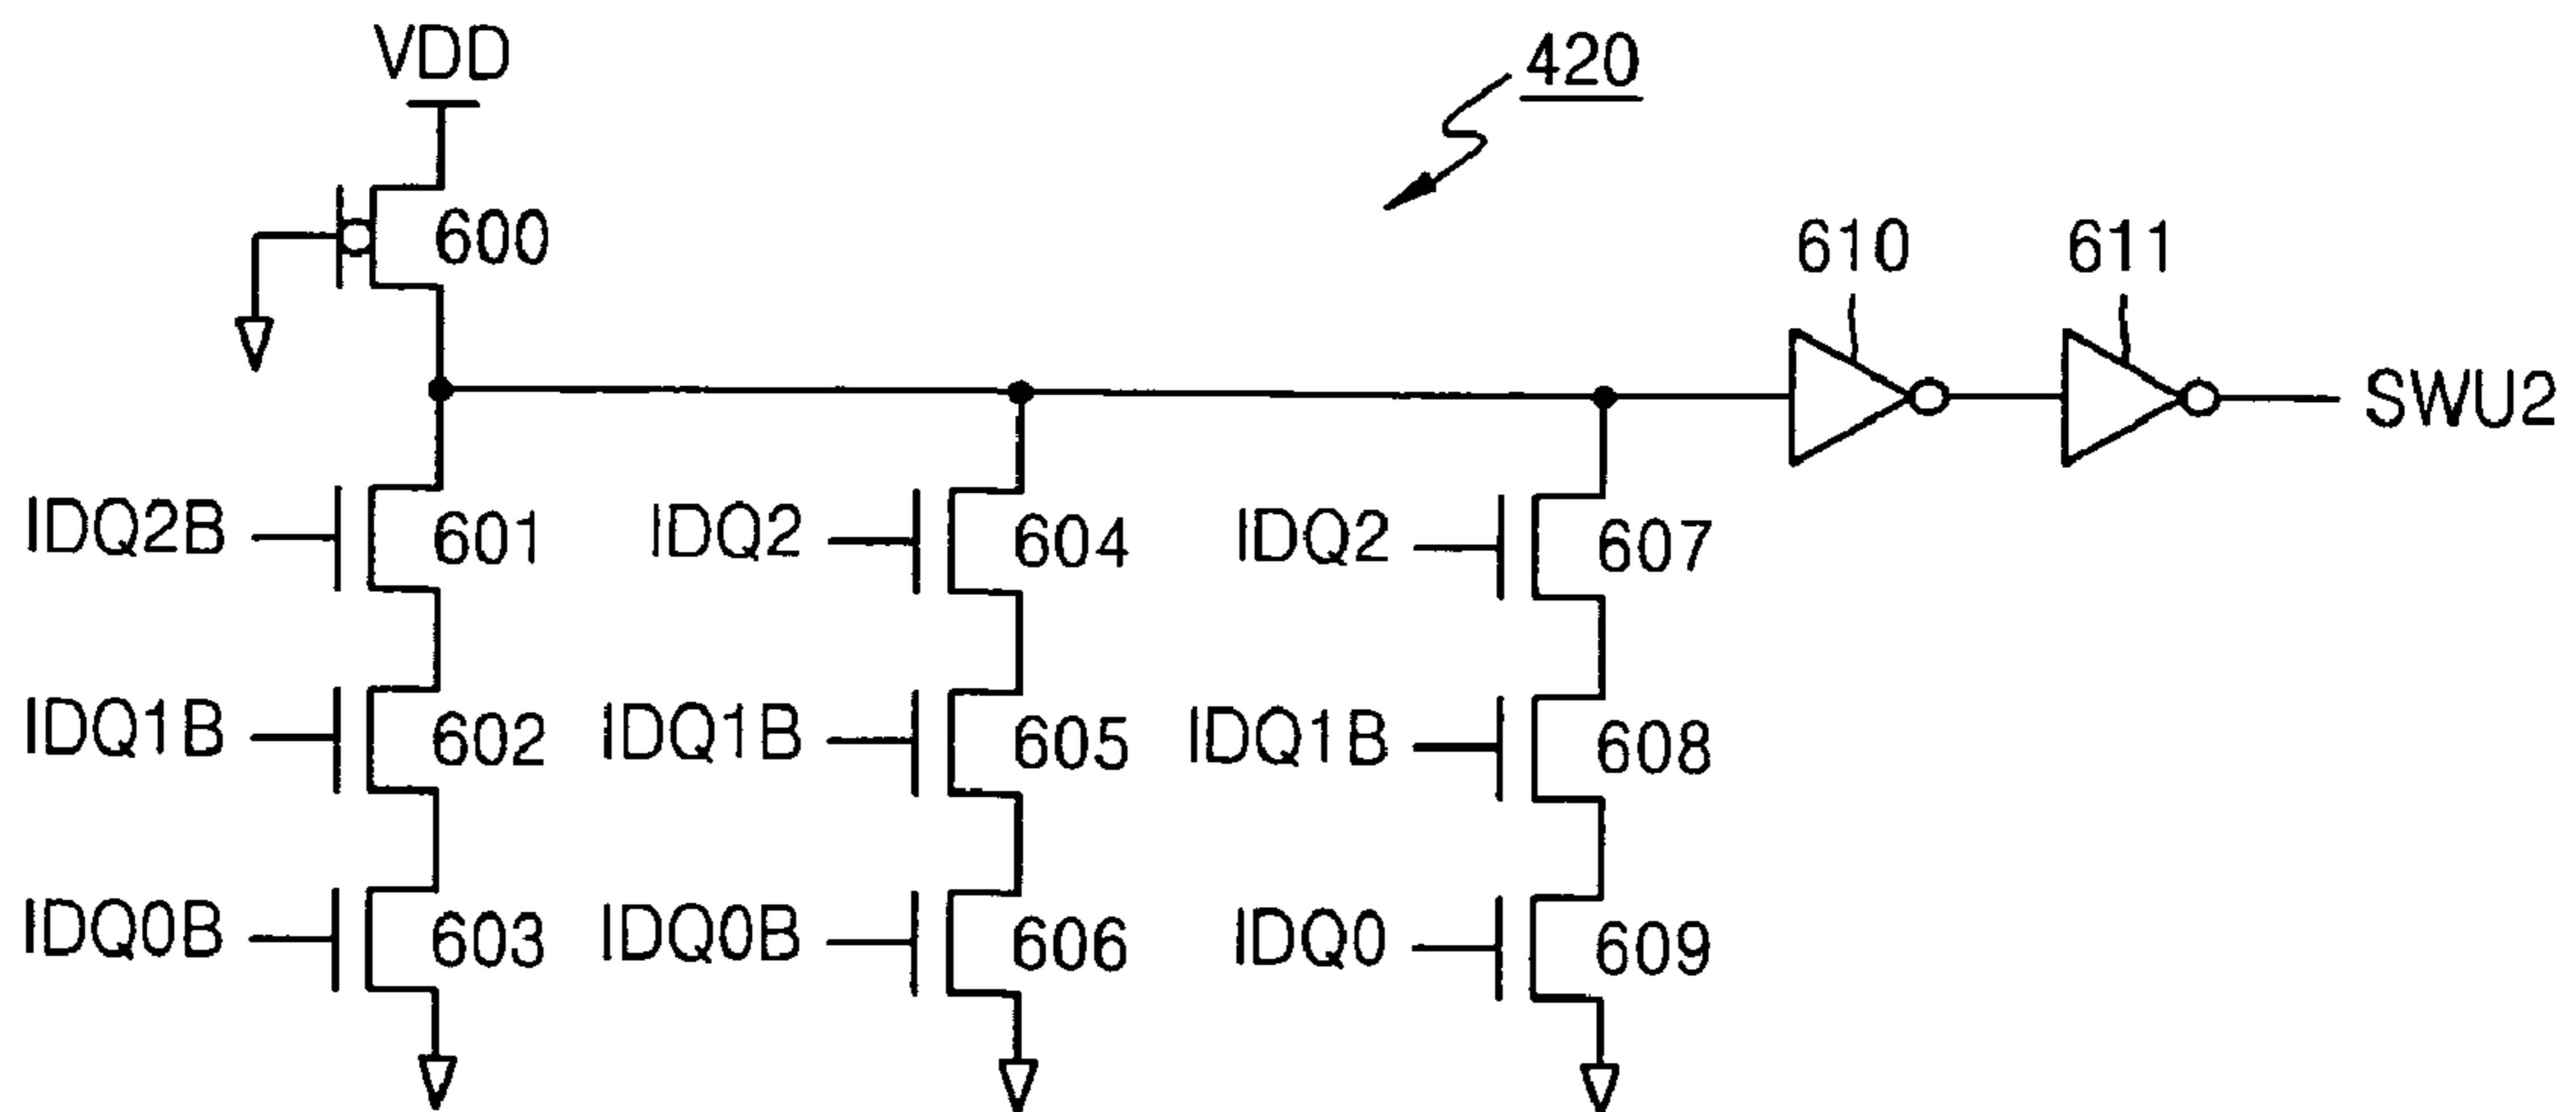 VDD
420
600
610
611
SWU2
IDQ2B
601
IDQ2
604
IDQ2
607
IDQ1B
602
IDQ1B
605
IDQ1B
608
IDQ0B
603
IDQ0B
606
IDQ0
609